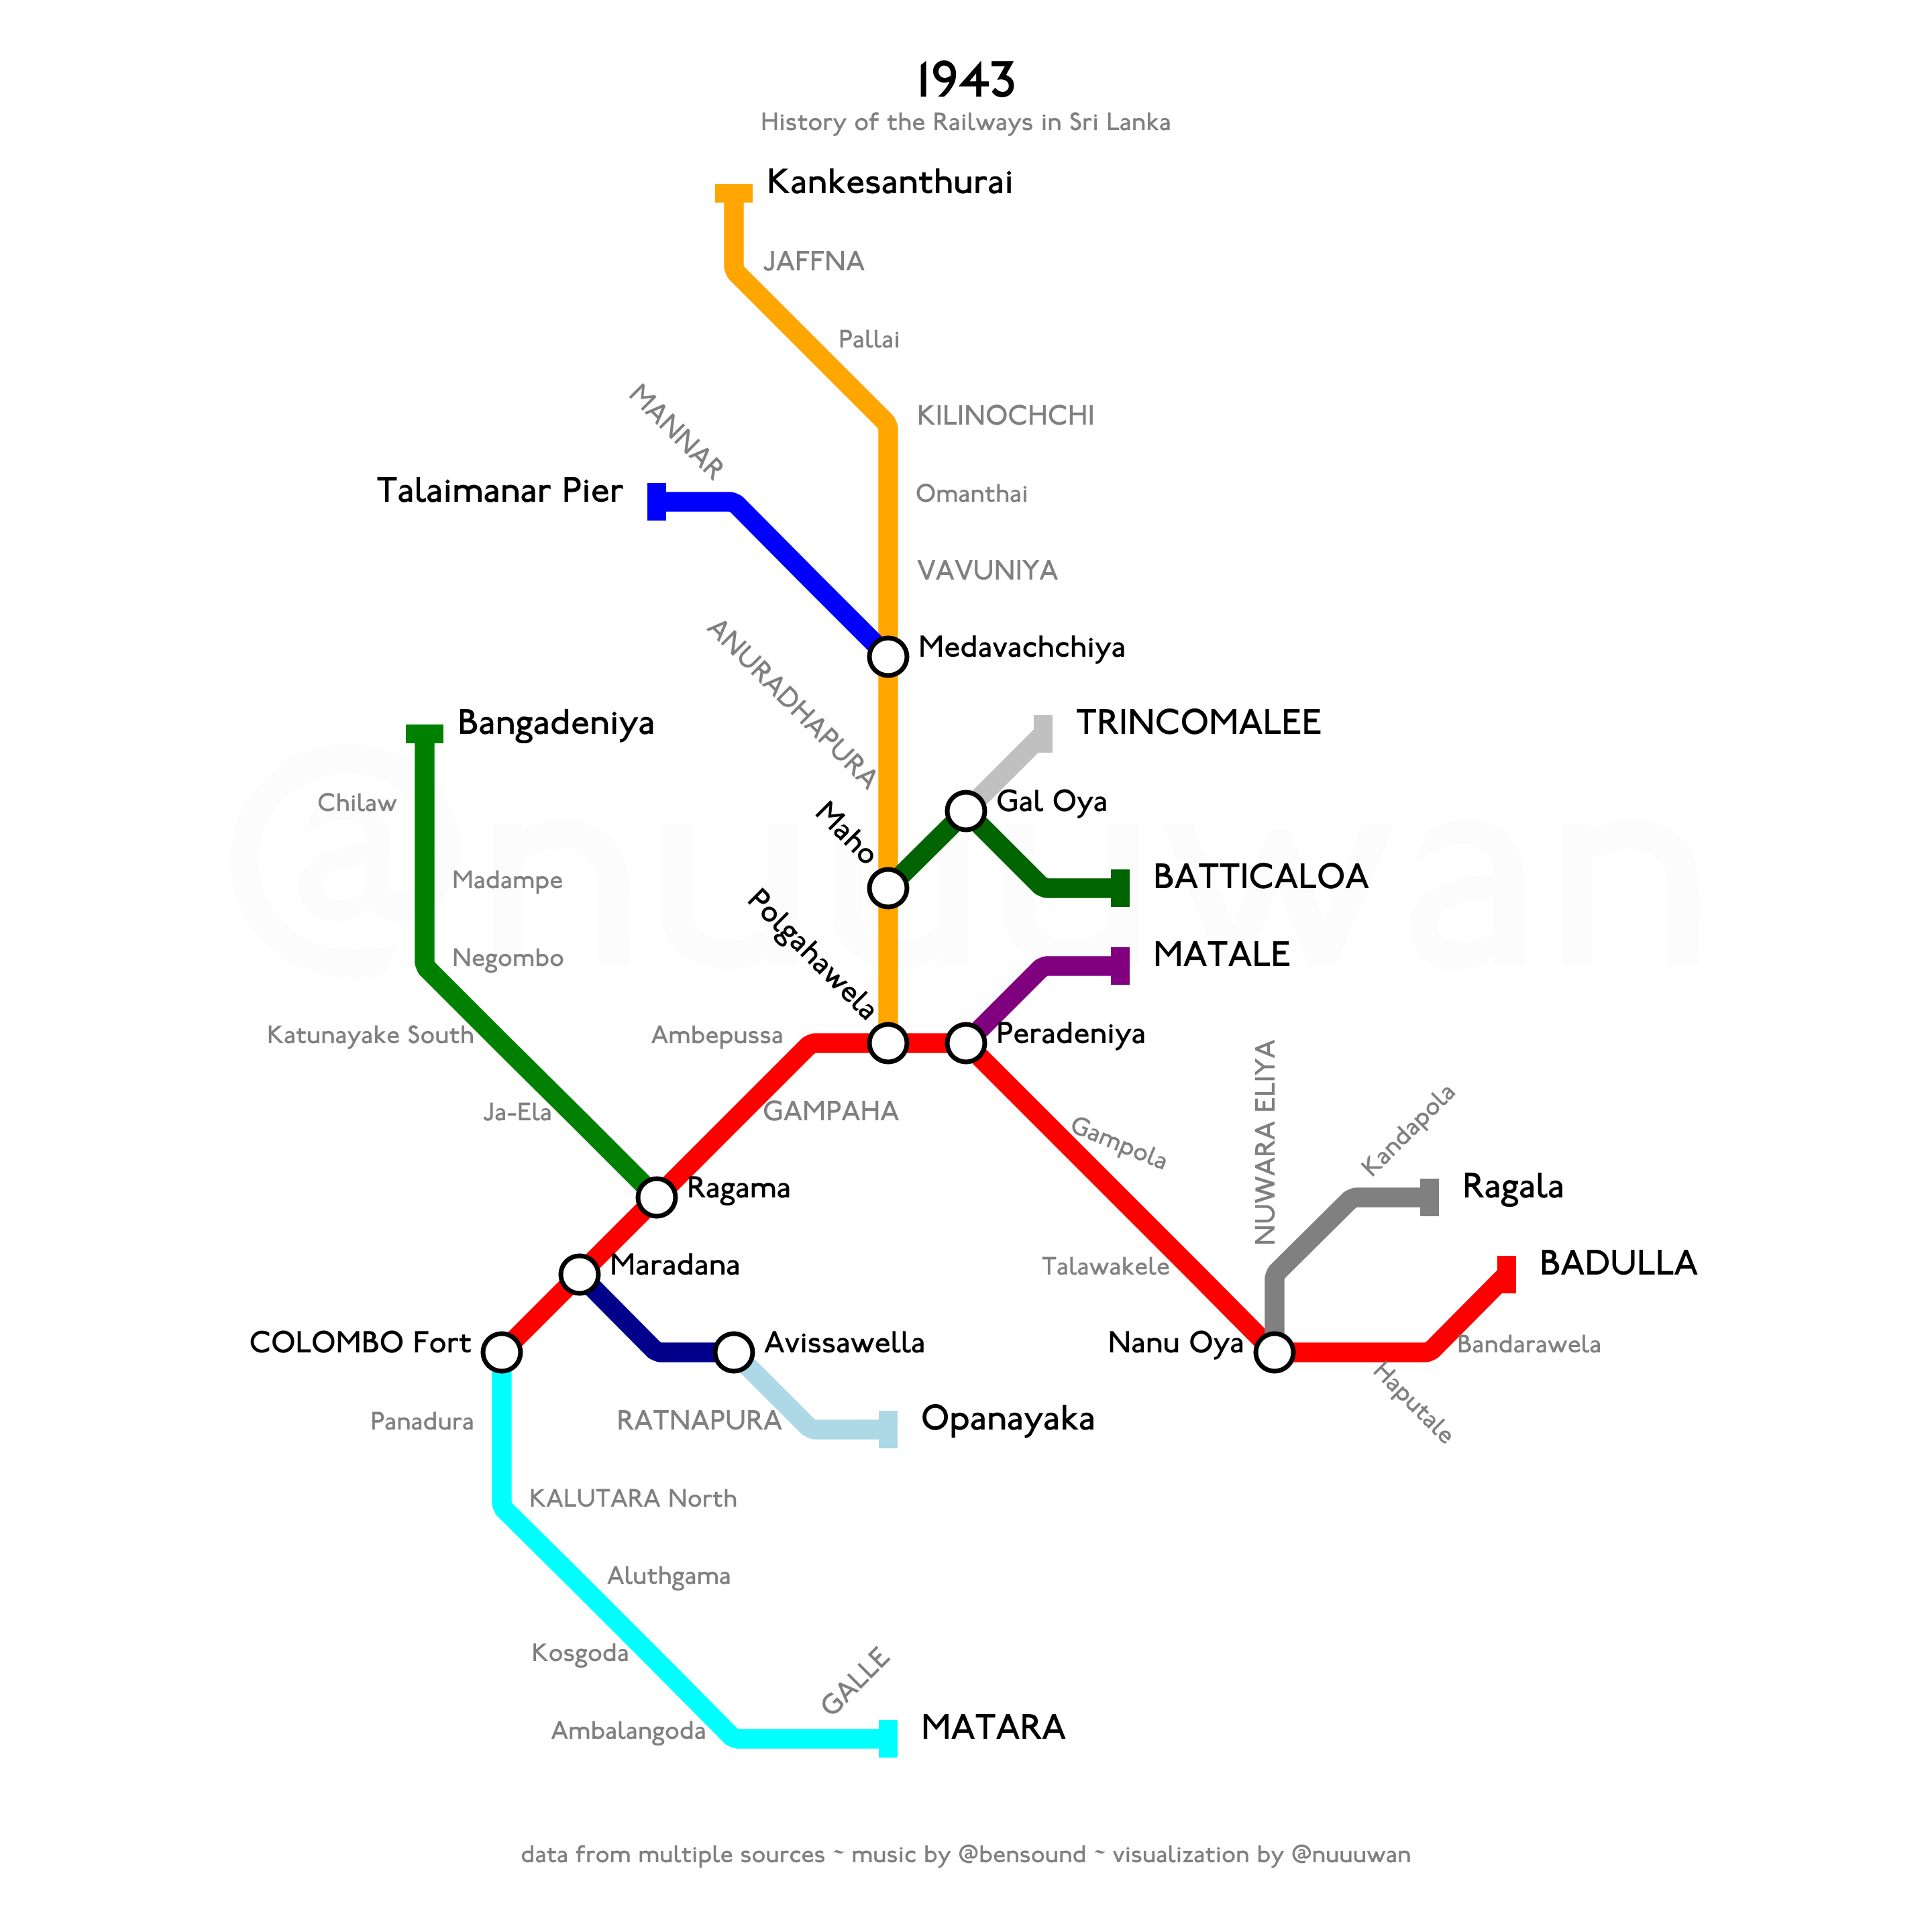 1943
History of the Railways in Sri Lanka
Kankesanthurai
JAFFNA
Pallai
MANNAR
KILINOCHCHI
Talaimanar Pier
Omanthai
VAVUNIYA
ANURADHAPURA
Medavachchiya
Bangadeniya
TRINCOMALEE
Chilaw
Maho
Gal Oya
@nuuuwan
Madampe
BATTICALOA
Polgahawela
Negombo
MATALE
Katunayake South
Ambepussa
Peradeniya
NUWARA ELIYA
Kandapola
Ja-Ela
GAMPAHA
Gampola
Ragama
Ragala
Maradana
Talawakele
BADULLA
COLOMBO Fort
Avissawella
Nanu Oya
Bandarawela
Haputale
Panadura
RATNAPURA
Opanayaka
KALUTARA North
Aluthgama
Kosgoda
GALLE
Ambalangoda
MATARA
data from multiple sources ~ music by @bensound ~ visualization by @nuuuwan